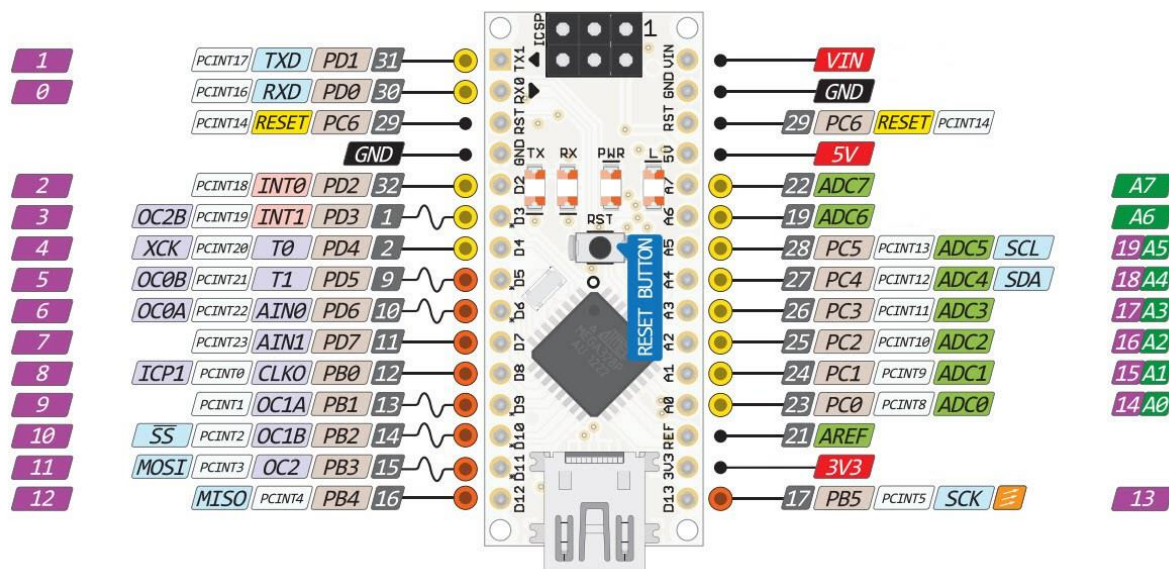 ICSP 1
1 PCINT17 TXD PD1 31 TX1 VIN VIN
0 PCINT16 RXD PD0 30 RX0 GND GND
PCINT14 RESET PC6 29 RST RST 29 PC6 RESET PCINT14
GND GND TX RX PWR L 5V 5V
2 PCINT18 INT0 PD2 32 D2 A7 22 ADC7 A7
3 OC2B PCINT19 INT1 PD3 1 *D3 A6 19 ADC6 A6
RST
4 XCK PCINT20 T0 PD4 2 D4 A5 28 PC5 PCINT13 ADC5 SCL 19 A5
5 OC0B PCINT21 T1 PD5 9 *D5 A4 27 PC4 PCINT12 ADC4 SDA 18 A4
RESET BUTTON
6 OC0A PCINT22 AIN0 PD6 10 *D6 A3 26 PC3 PCINT11 ADC3 17 A3
7 PCINT23 AIN1 PD7 11 D7 A2 25 PC2 PCINT10 ADC2 16 A2
8 ICP1 PCINT0 CLKO PB0 12 D8 A1 24 PC1 PCINT9 ADC1 15 A1
9 PCINT1 OC1A PB1 13 *D9 A0 23 PC0 PCINT8 ADC0 14 A0
10 SS PCINT2 OC1B PB2 14 *D10 REF 21 AREF
11 MOSI PCINT3 OC2 PB3 15 *D11 3V3 3V3
12 MISO PCINT4 PB4 16 D12 D13 17 PB5 PCINT5 SCK 13